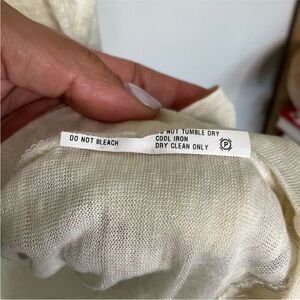 DO NOT BLEACH
DO NOT TUMBLE DRY
COOL IRON
DRY CLEAN ONLY
P